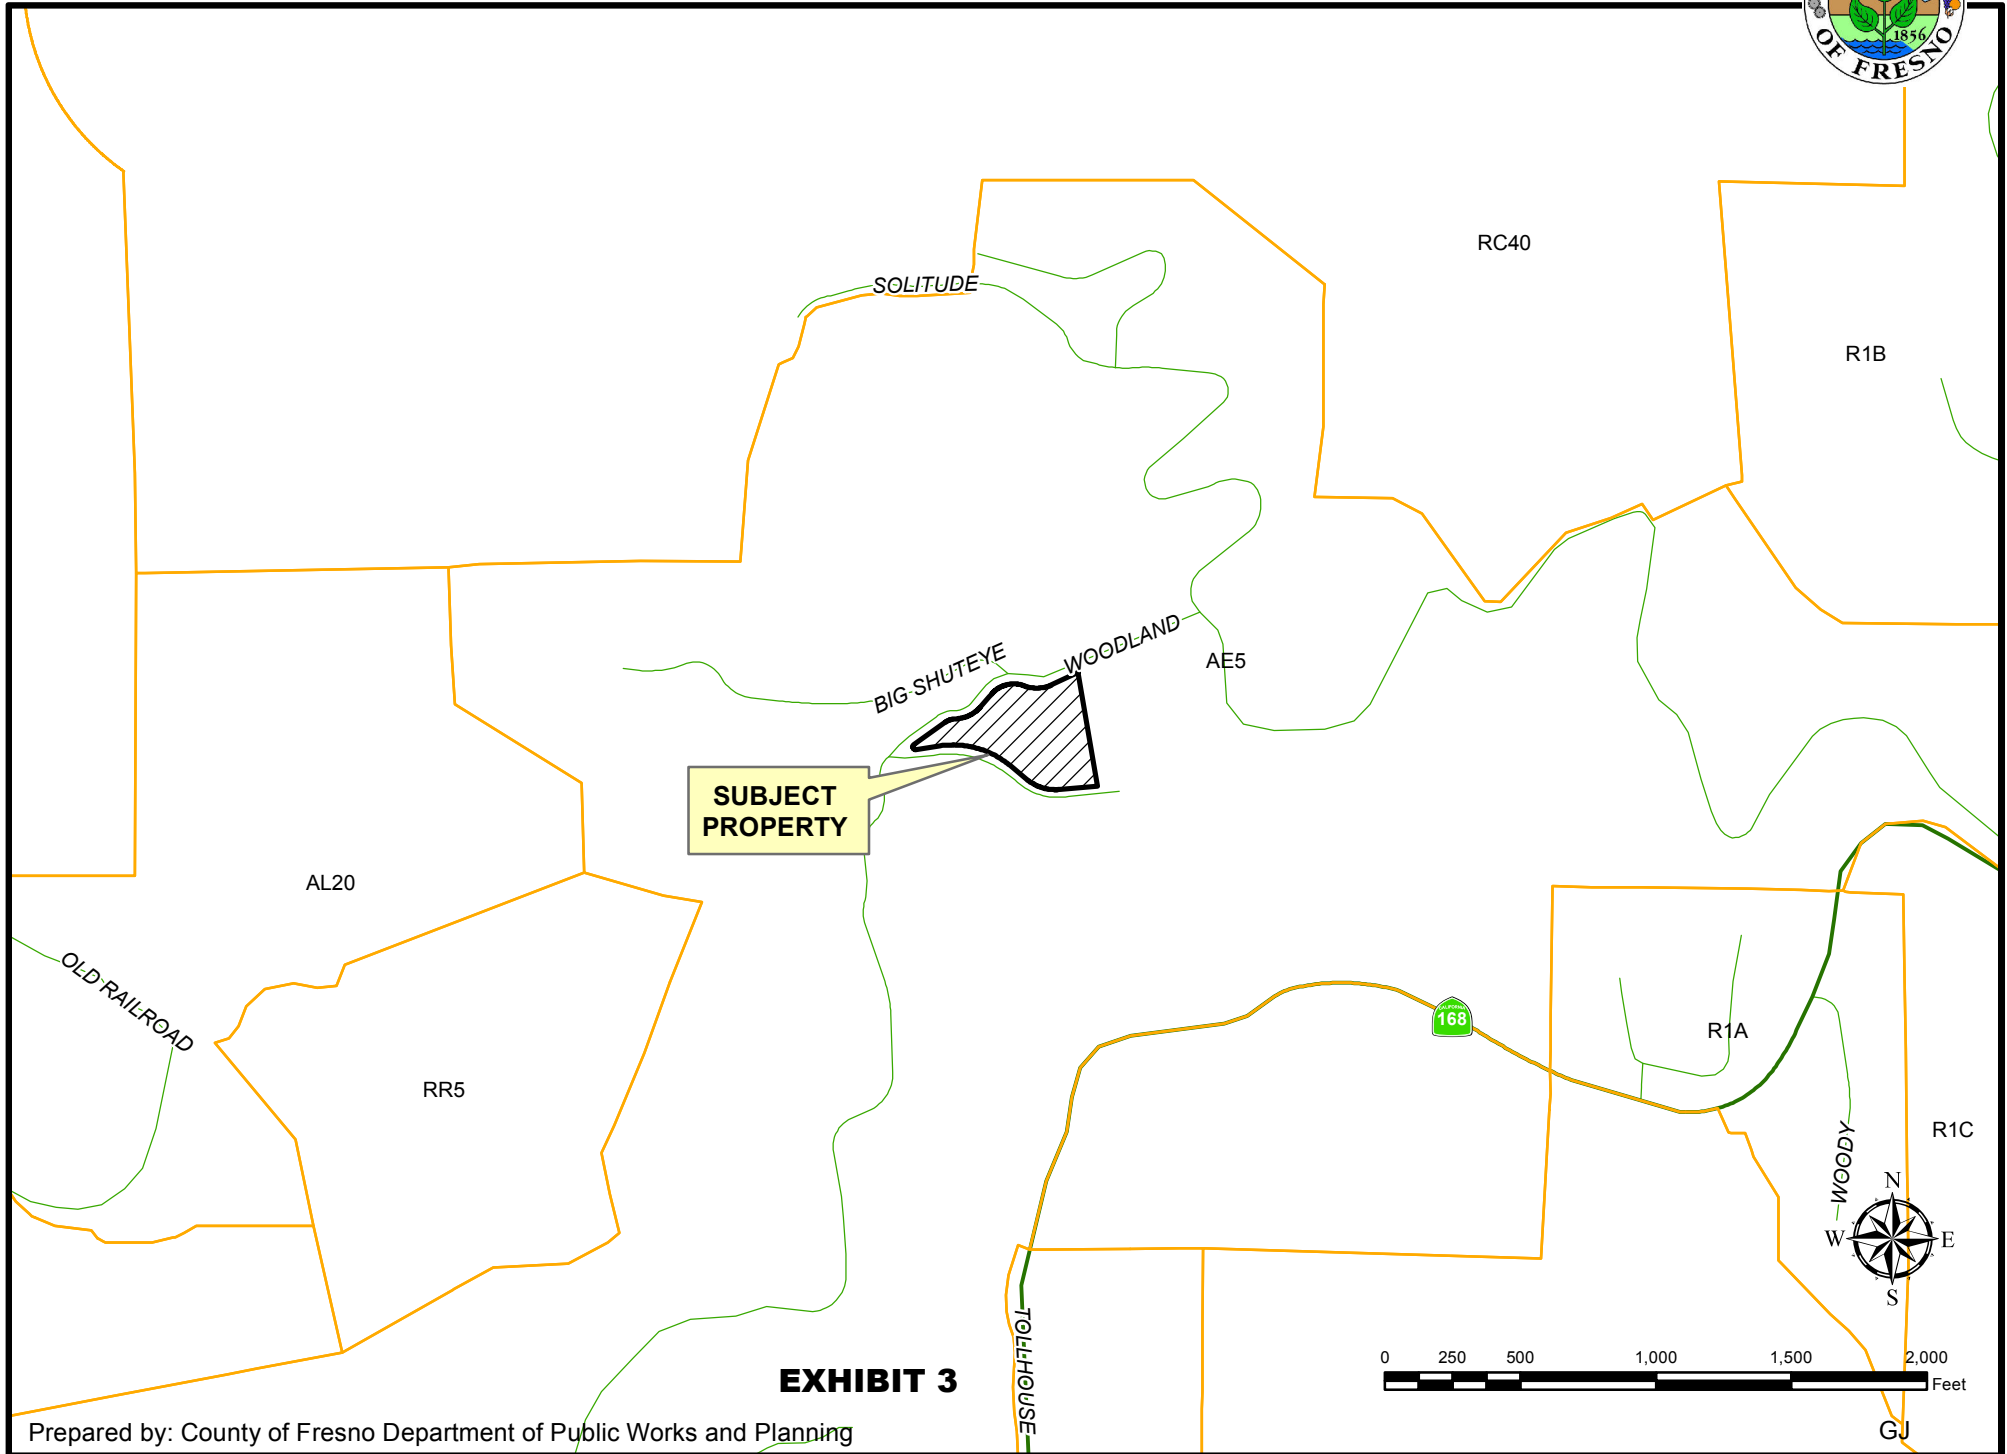 1856
OF FRESNO
RC40
SOLITUDE
R1B
WOODLAND
BIG SHUTEYE
AE5
SUBJECT
PROPERTY
AL20
OLD RAILROAD
CALIFORNIA
168
R1A
RR5
R1C
WOODY
N
W
E
S
TOLLHOUSE
0 250 500 1,000 1,500 2,000
Feet
EXHIBIT 3
Prepared by: County of Fresno Department of Public Works and Planning
GJ